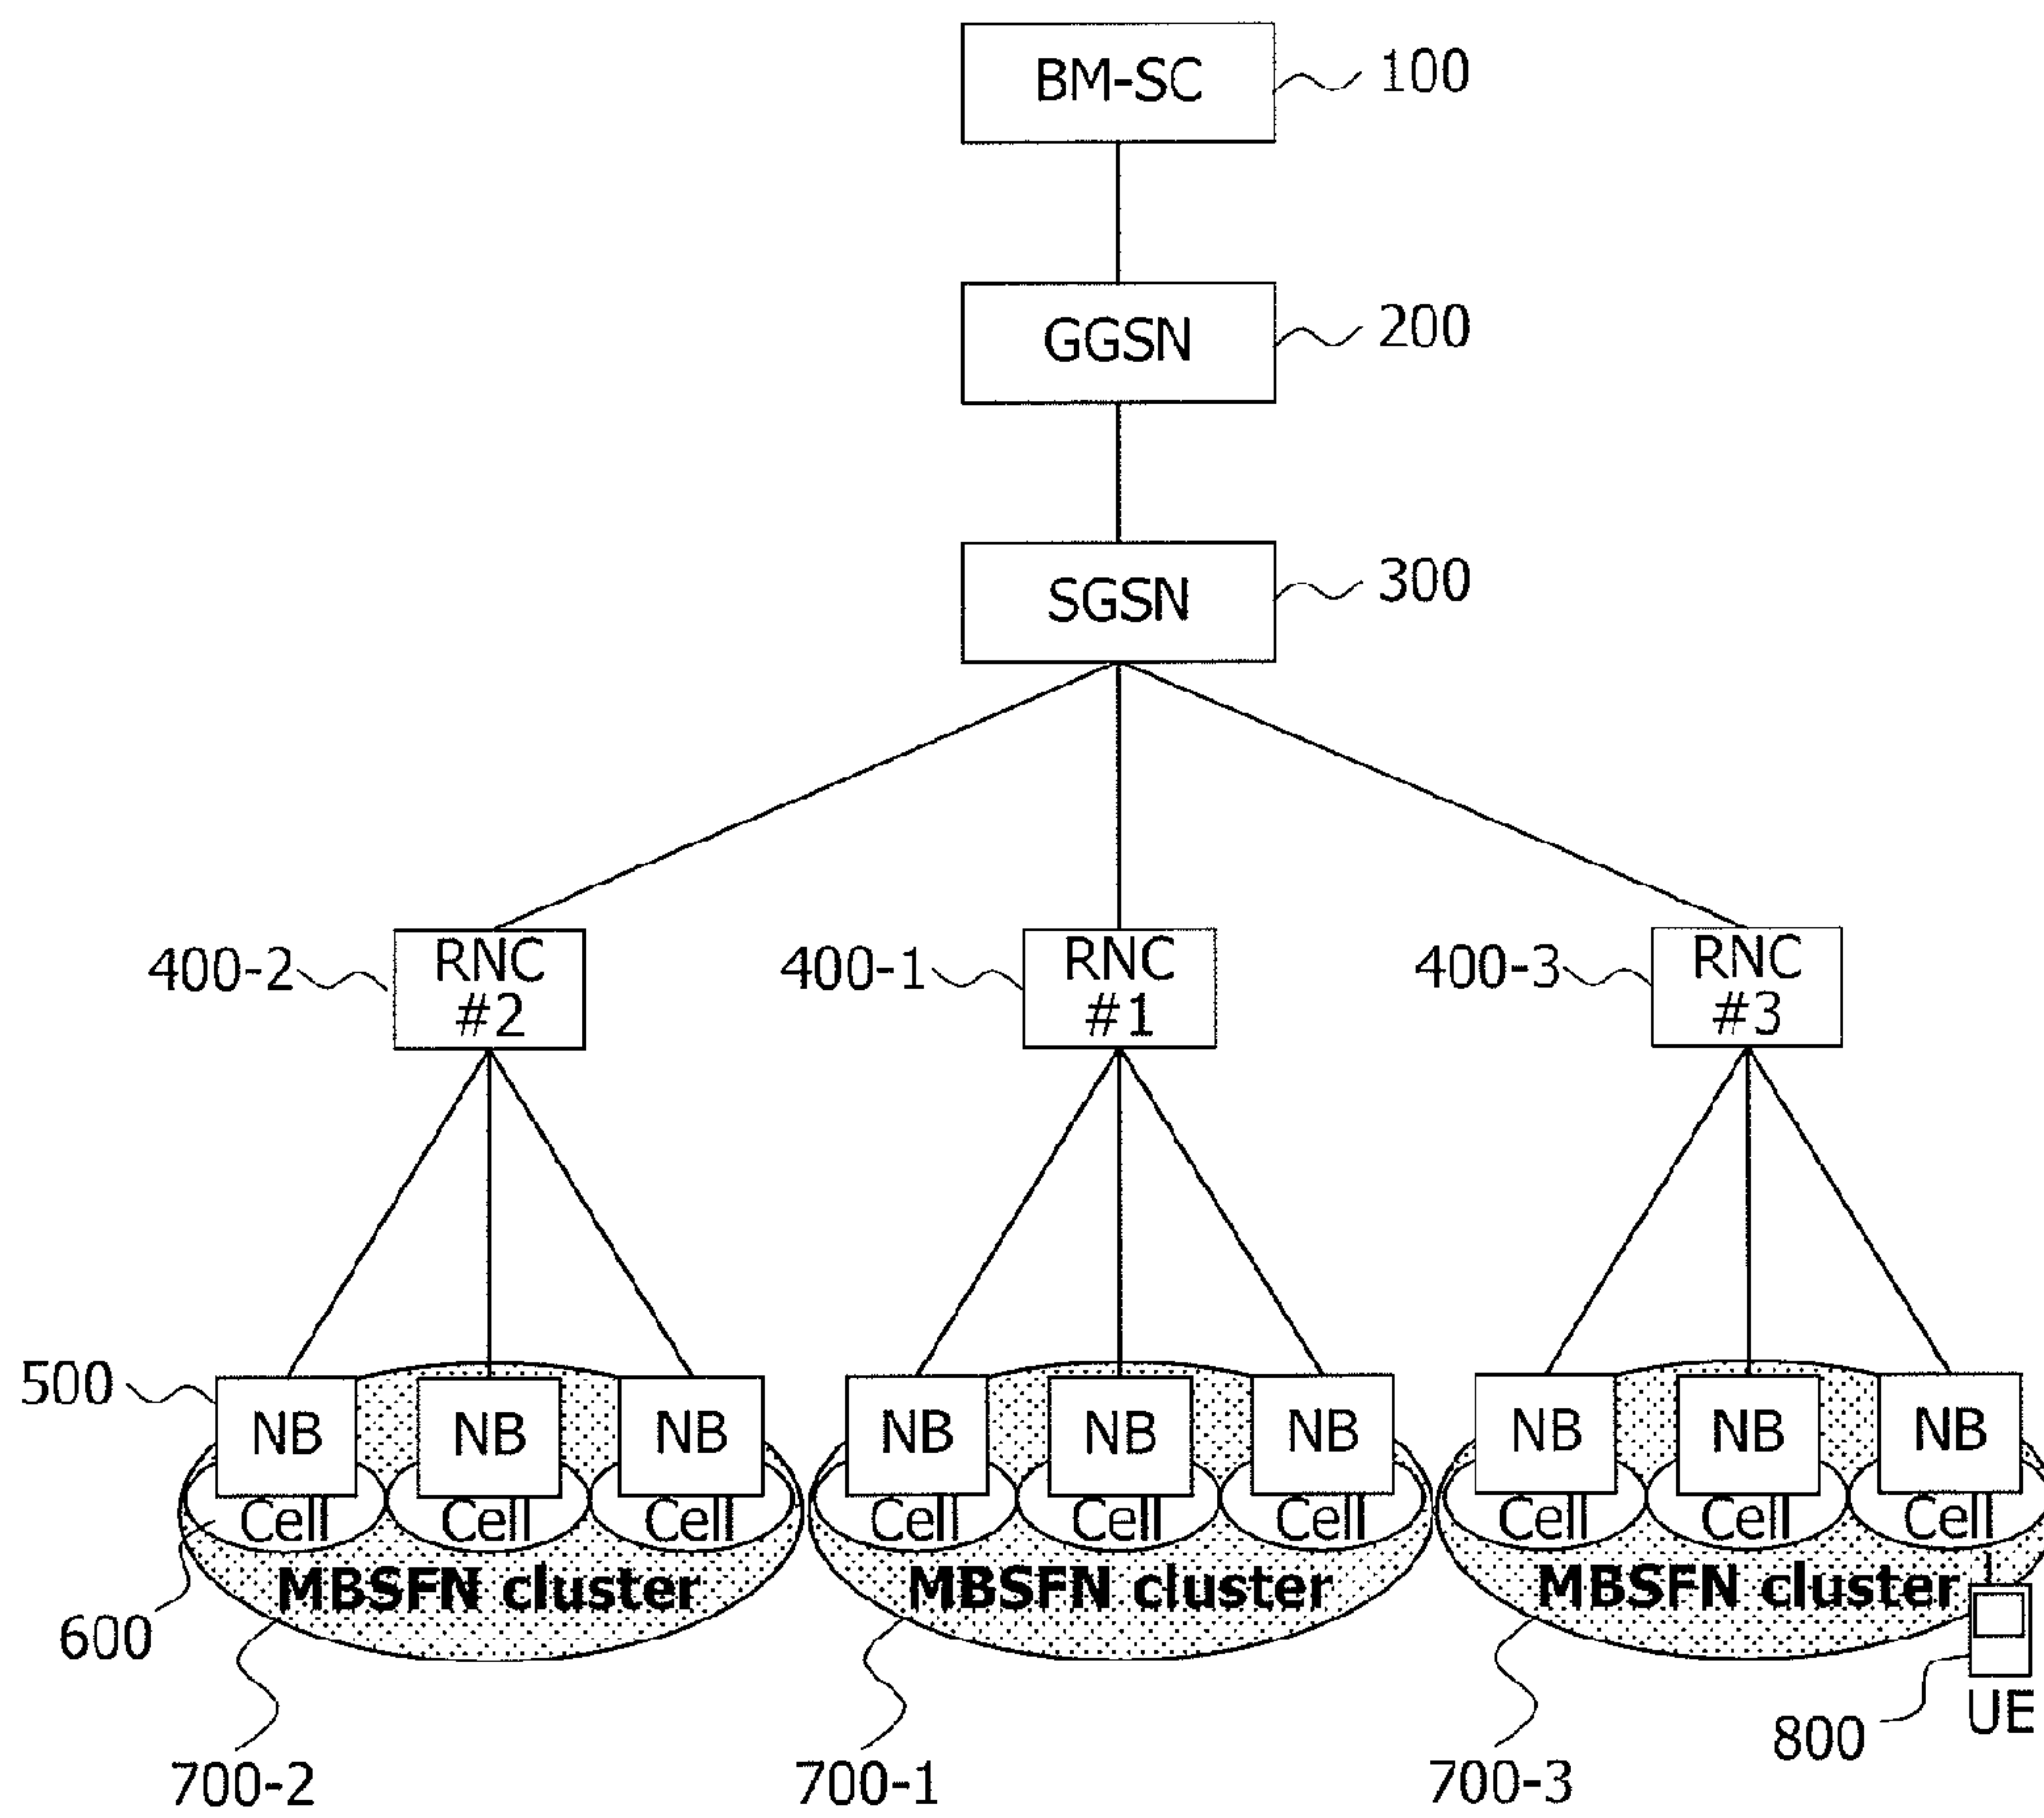 BM-SC
100
GGSN
200
SGSN
300
400-2
RNC
#2
400-1
RNC
#1
400-3
RNC
#3
500
NB
NB
NB
NB
NB
NB
NB
NB
NB
Cell
Cell
Cell
Cell
Cell
Cell
Cell
Cell
Cell
MBSFN cluster
MBSFN cluster
MBSFN cluster
600
800
UE
700-2
700-1
700-3